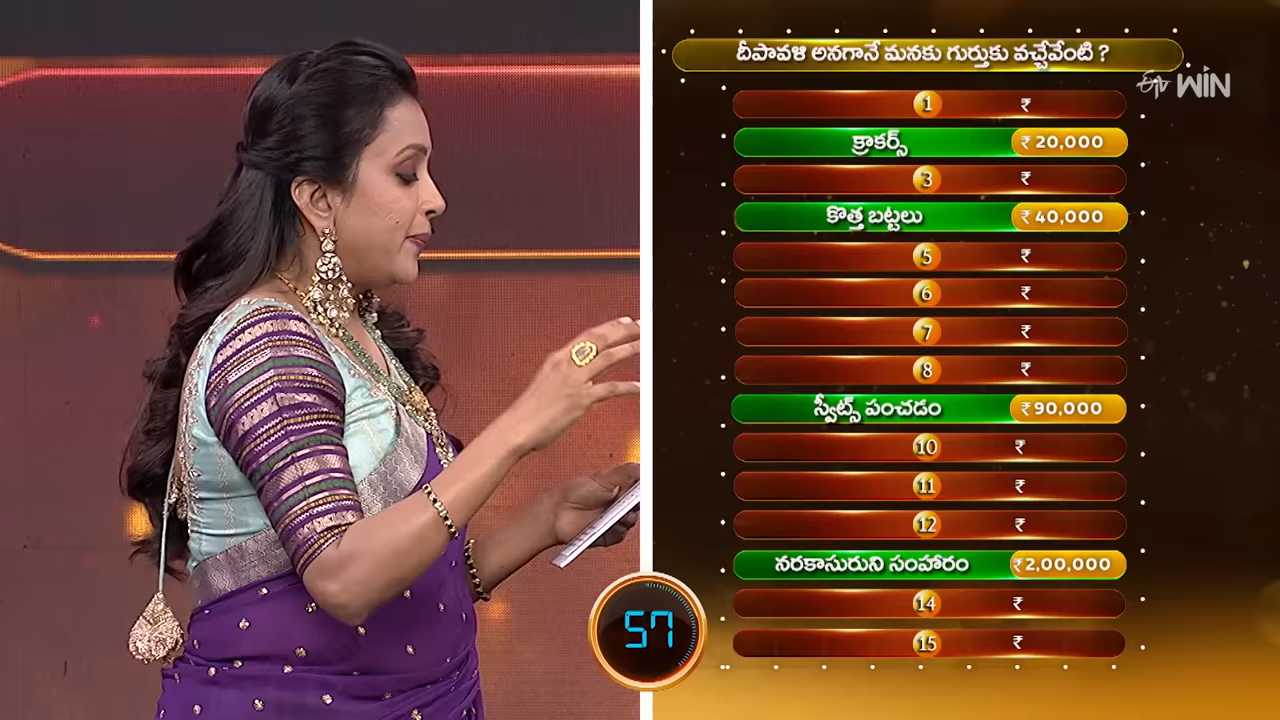 దీపావళి అనగానే మనకు గుర్తుకు వచ్చేవేంటి ?
ఈటీవీ WIN
1 ₹
క్రాకర్స్ ₹ 20,000
3 ₹
కొత్త బట్టలు ₹ 40,000
5 ₹
6 ₹
7 ₹
8 ₹
స్వీట్స్ పంచడం ₹ 90,000
10 ₹
11 ₹
12 ₹
నరకాసురుని సంహారం ₹ 2,00,000
14 ₹
15 ₹
57